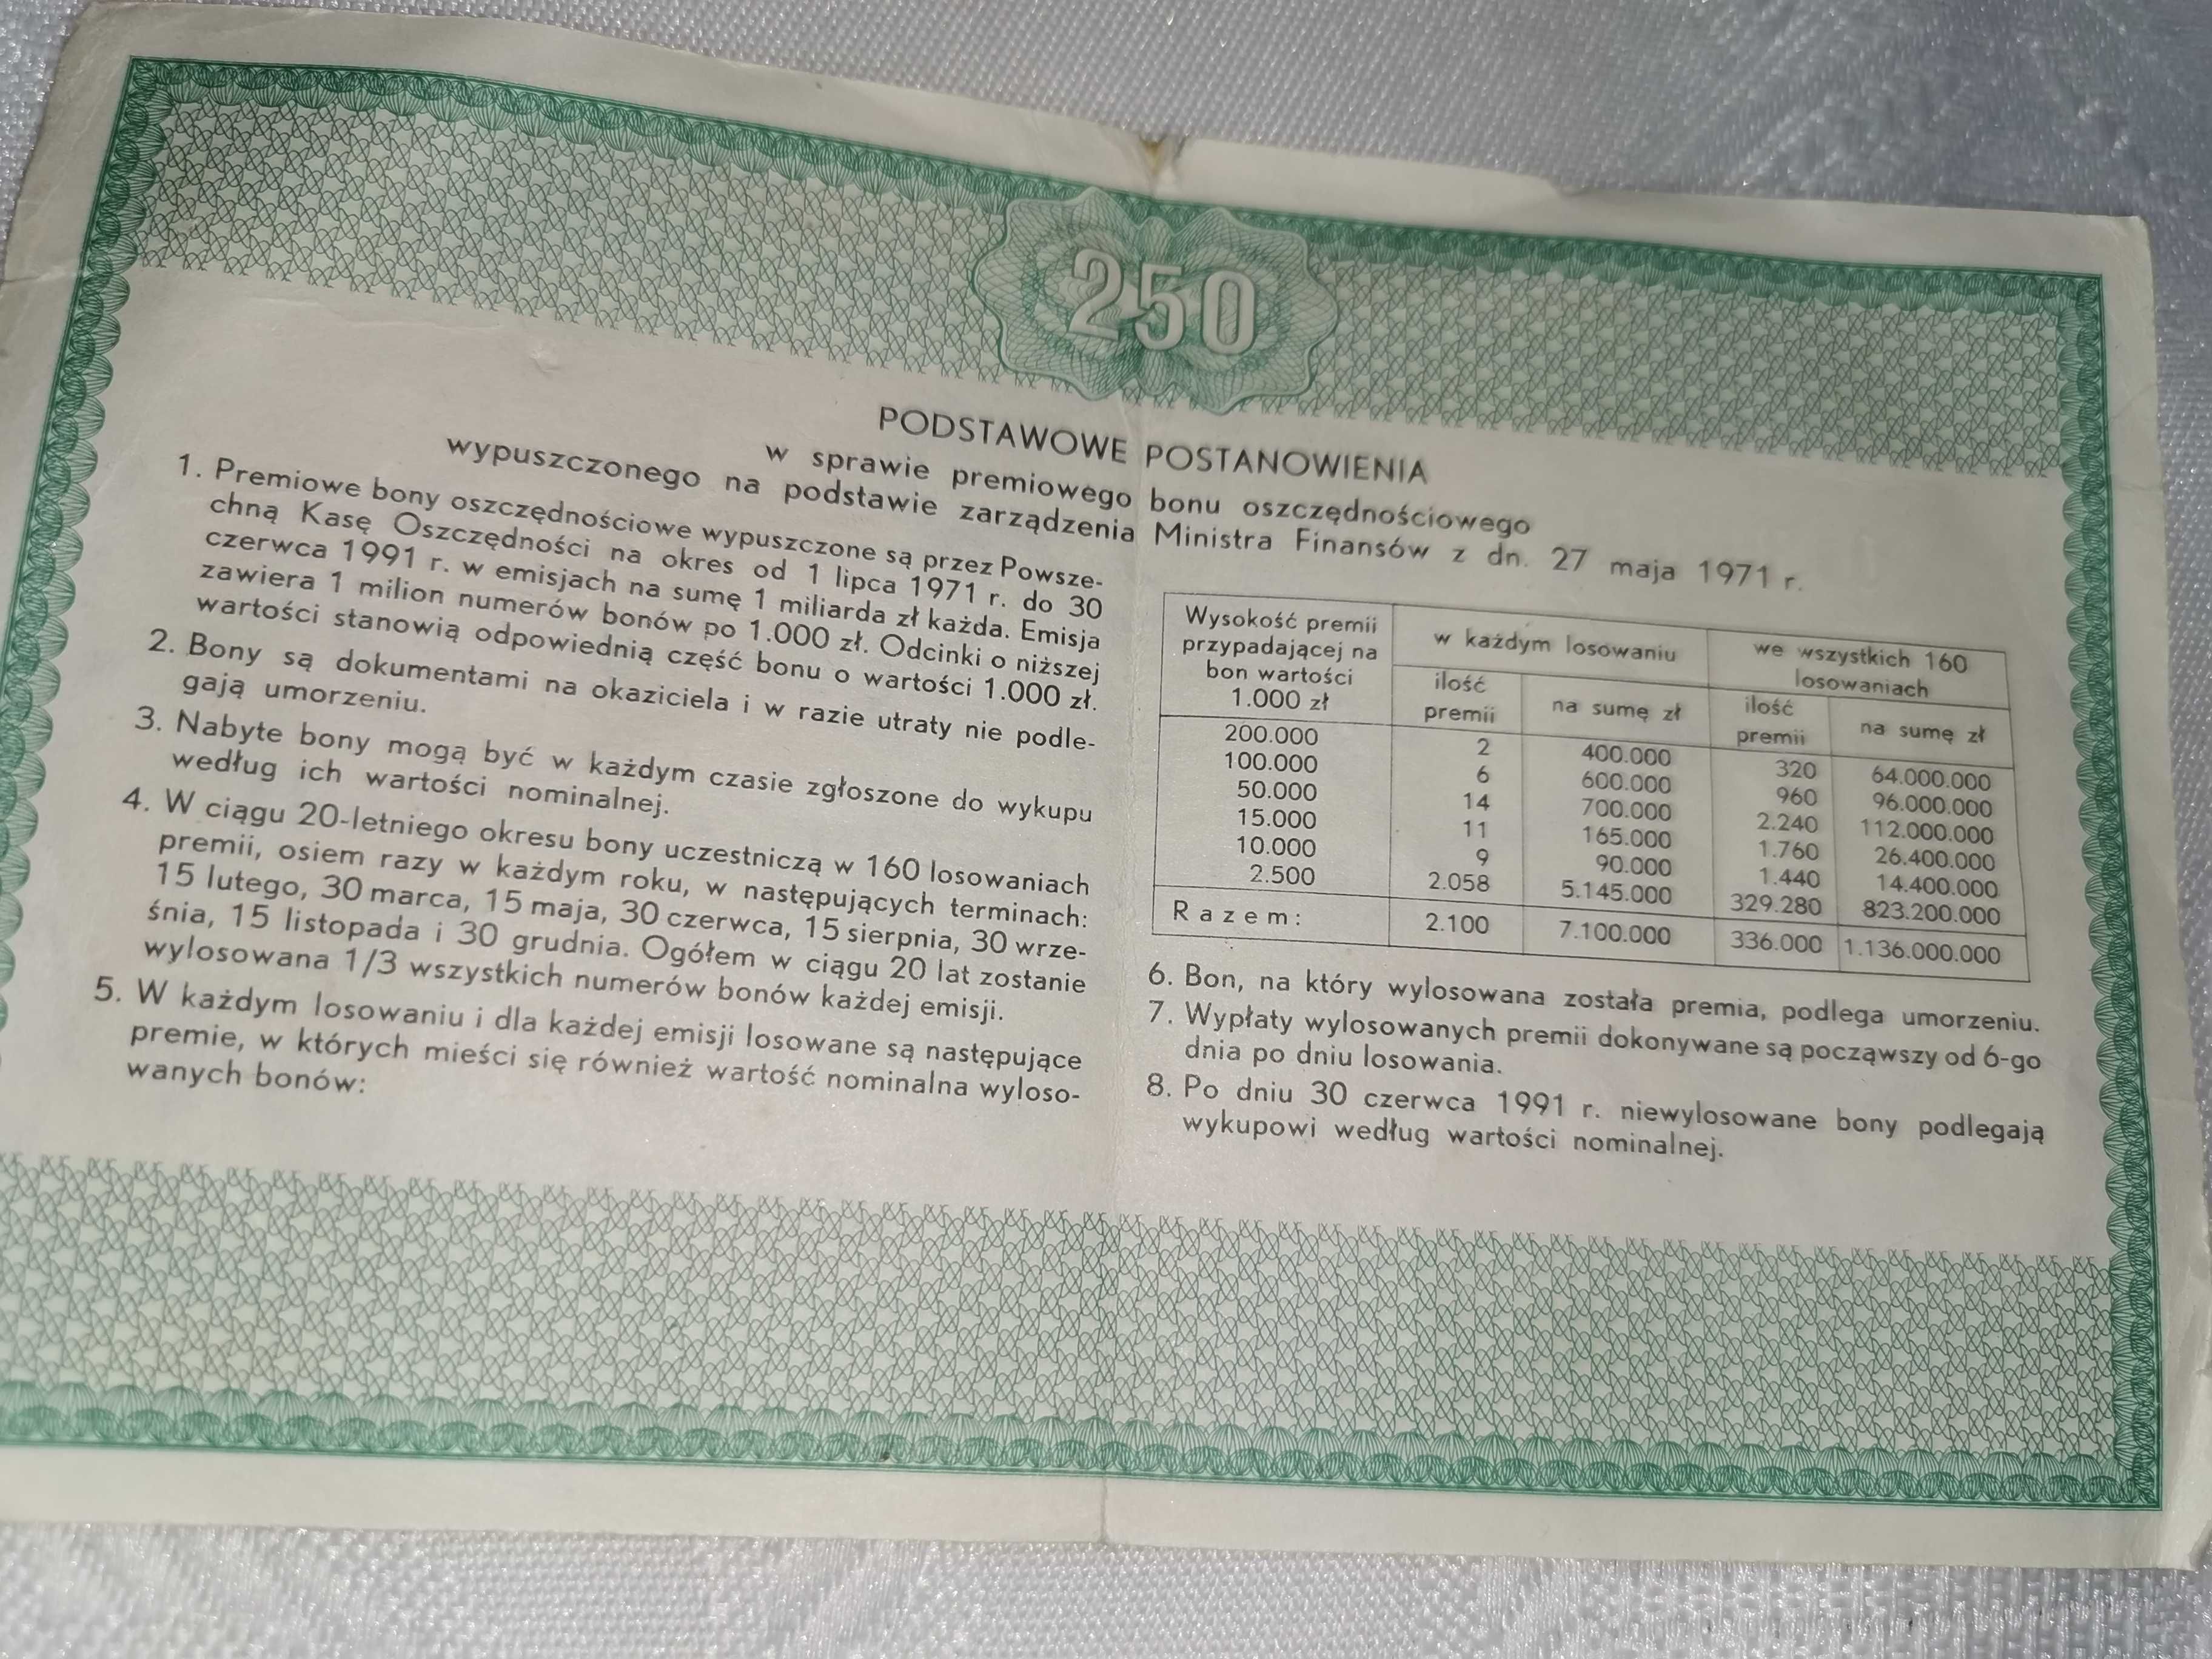 250
PODSTAWOWE POSTANOWIENIA
w sprawie premiowego bonu oszczędnościowego
wypuszczonego na podstawie zarządzenia Ministra Finansów z dn. 27 maja 1971 r.
1. Premiowe bony oszczędnościowe wypuszczone są przez Powsze-
chną Kasę Oszczędności na okres od 1 lipca 1971 r. do 30
czerwca 1991 r. w emisjach na sumę 1 miliarda zł każda. Emisja
zawiera 1 milion numerów bonów po 1.000 zł. Odcinki o niższej
wartości stanowią odpowiednią część bonu o wartości 1.000 zł.
2. Bony są dokumentami na okaziciela i w razie utraty nie podle-
gają umorzeniu.
3. Nabyte bony mogą być w każdym czasie zgłoszone do wykupu
według ich wartości nominalnej.
4. W ciągu 20-letniego okresu bony uczestniczą w 160 losowaniach
premii, osiem razy w każdym roku, w następujących terminach:
15 lutego, 30 marca, 15 maja, 30 czerwca, 15 sierpnia, 30 wrze-
śnia, 15 listopada i 30 grudnia. Ogółem w ciągu 20 lat zostanie
wylosowana 1/3 wszystkich numerów bonów każdej emisji.
5. W każdym losowaniu i dla każdej emisji losowane są następujące
premie, w których mieści się również wartość nominalna wyloso-
wanych bonów:
Wysokość premii przypadającej na bon wartości 1.000 zł | w każdym losowaniu | we wszystkich 160 losowaniach
ilość premii | na sumę zł | ilość premii | na sumę zł
200.000 2 400.000 320 64.000.000
100.000 6 600.000 960 96.000.000
50.000 14 700.000 2.240 112.000.000
15.000 11 165.000 1.760 26.400.000
10.000 9 90.000 1.440 14.400.000
2.500 2.058 5.145.000 329.280 823.200.000
Razem: 2.100 7.100.000 336.000 1.136.000.000
6. Bon, na który wylosowana została premia, podlega umorzeniu.
7. Wypłaty wylosowanych premii dokonywane są począwszy od 6-go
dnia po dniu losowania.
8. Po dniu 30 czerwca 1991 r. niewylosowane bony podlegają
wykupowi według wartości nominalnej.